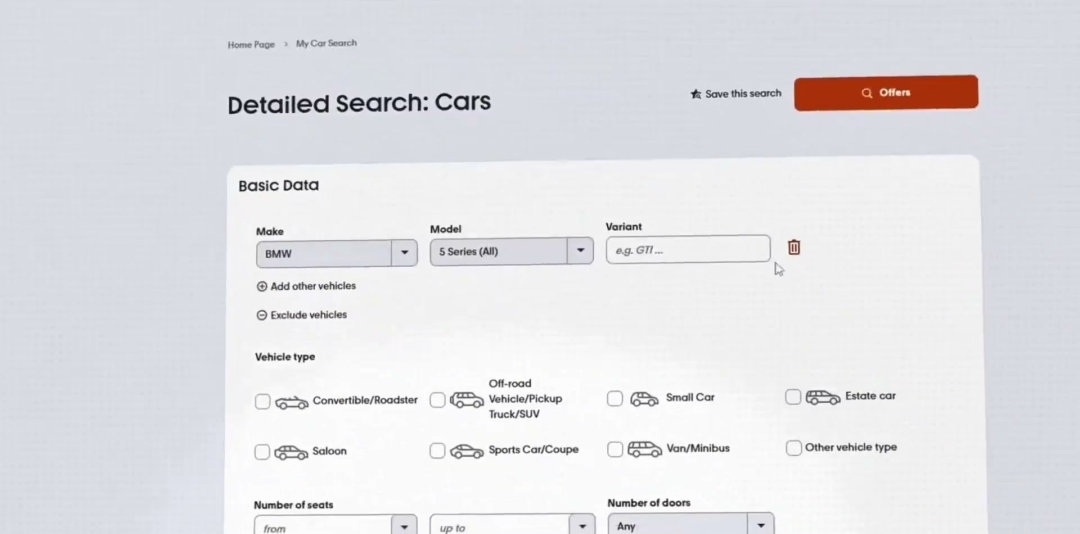 Home Page > My Car Search
Detailed Search: Cars
Save this search
Offers
Basic Data
Make
Model
Variant
BMW
5 Series (All)
e.g. GTI ...
Add other vehicles
Exclude vehicles
Vehicle type
Convertible/Roadster
Off-road
Vehicle/Pickup
Truck/SUV
Small Car
Estate car
Saloon
Sports Car/Coupe
Van/Minibus
Other vehicle type
Number of seats
Number of doors
from
up to
Any